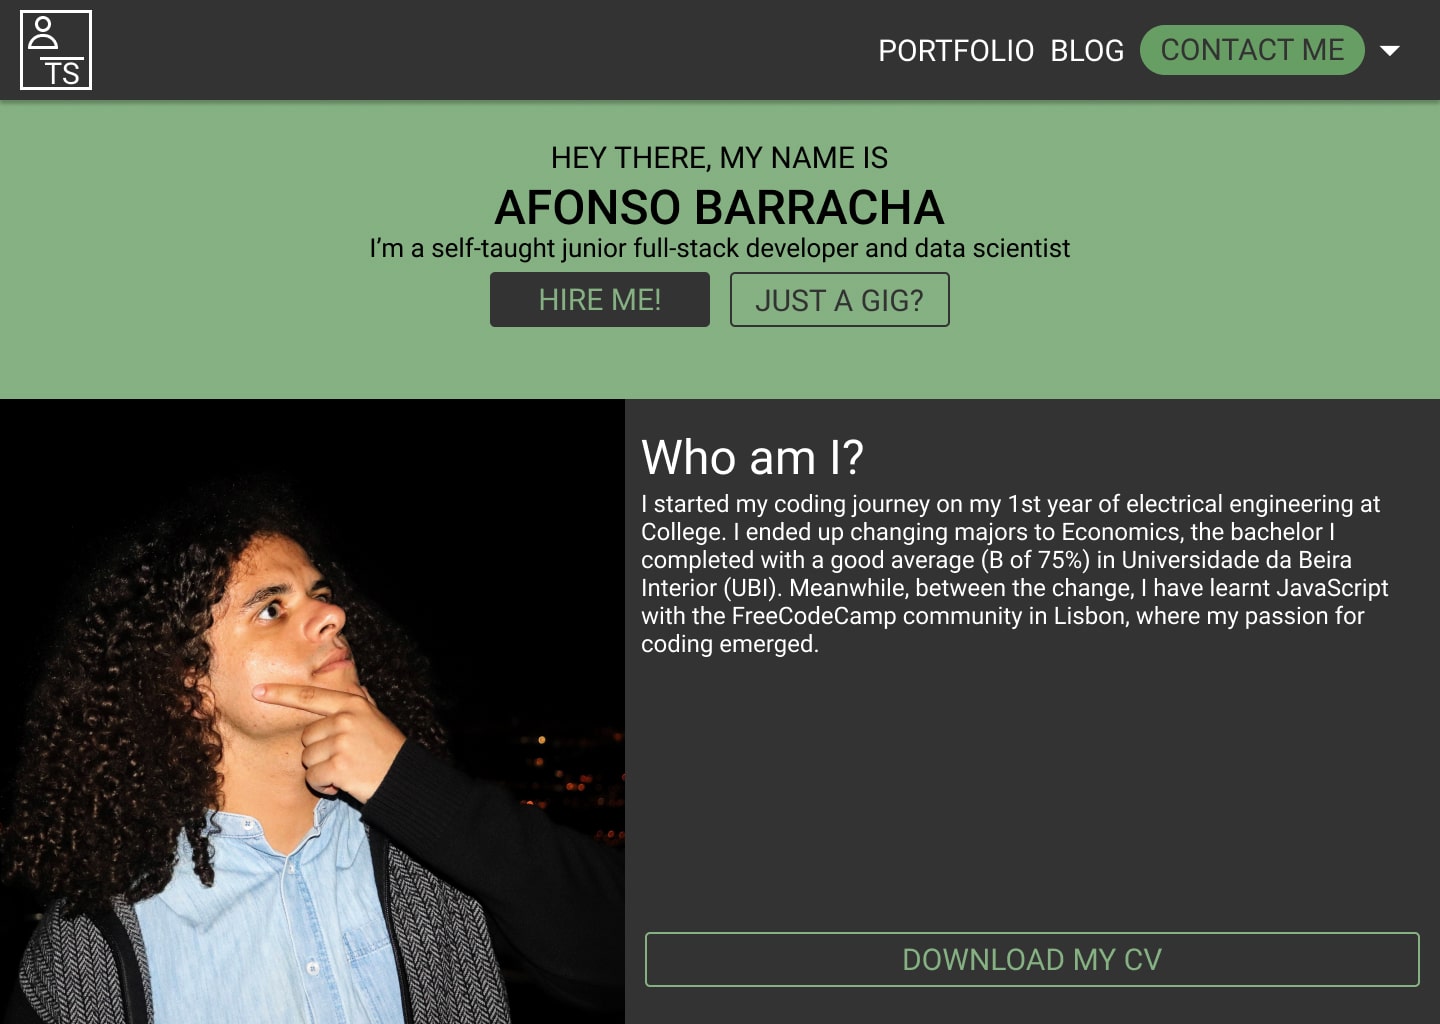 TS
PORTFOLIO BLOG CONTACT ME
HEY THERE, MY NAME IS
AFONSO BARRACHA
I’m a self-taught junior full-stack developer and data scientist
HIRE ME! JUST A GIG?
Who am I?
I started my coding journey on my 1st year of electrical engineering at
College. I ended up changing majors to Economics, the bachelor I
completed with a good average (B of 75%) in Universidade da Beira
Interior (UBI). Meanwhile, between the change, I have learnt JavaScript
with the FreeCodeCamp community in Lisbon, where my passion for
coding emerged.
DOWNLOAD MY CV